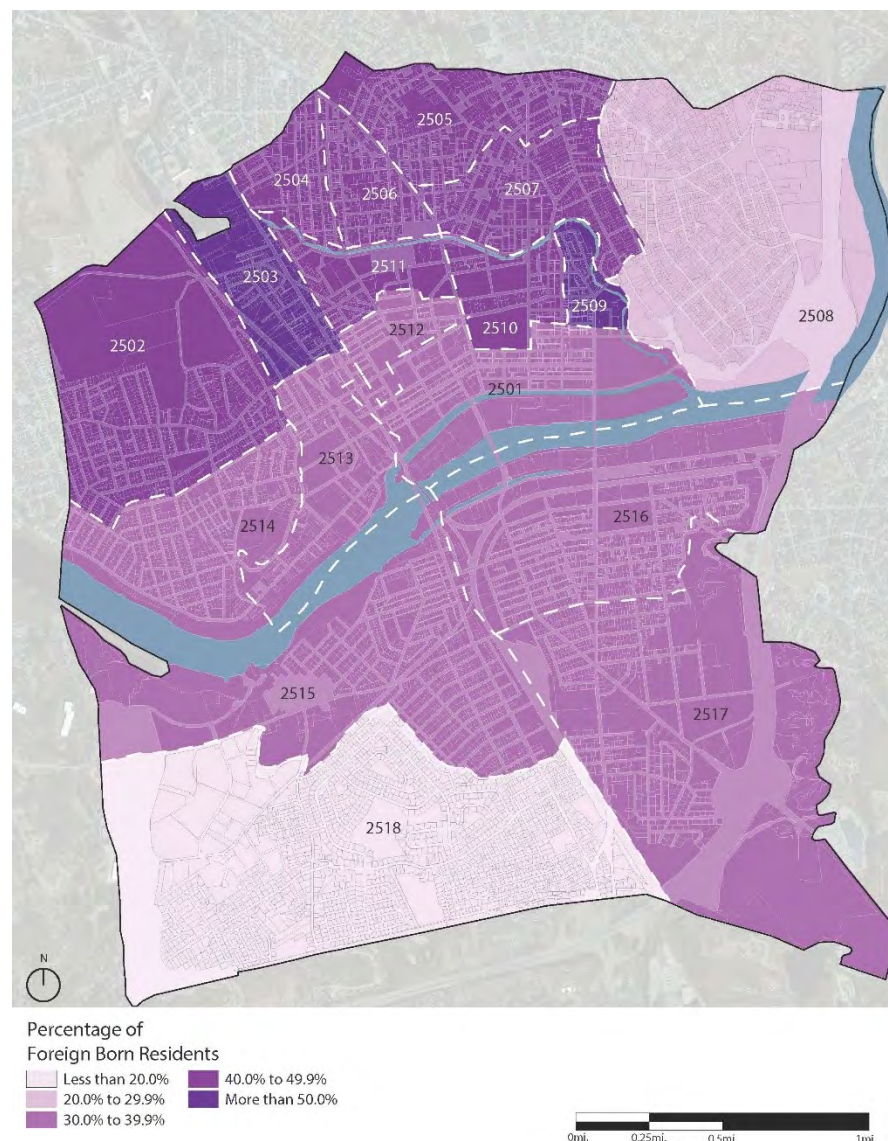 2505
2504
2506
2507
2511
2503
2509
2508
2502
2512
2510
2501
2513
2514
2516
2515
2517
2518
N
Percentage of
Foreign Born Residents
Less than 20.0%
20.0% to 29.9%
30.0% to 39.9%
40.0% to 49.9%
More than 50.0%
0mi. 0.25mi. 0.5mi. 1mi